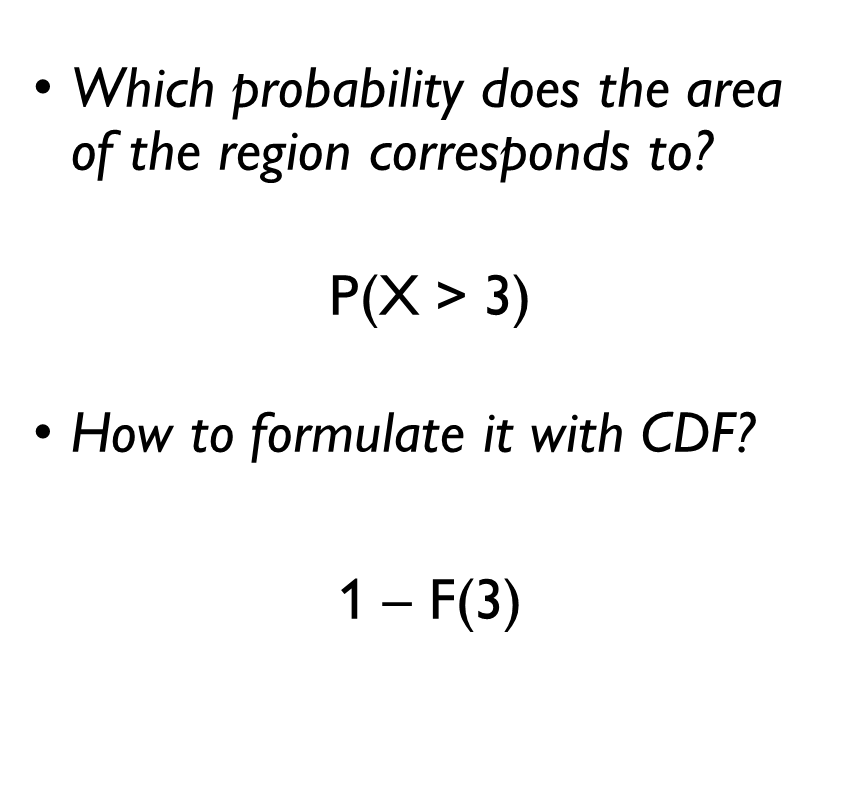 • Which probability does the area
of the region corresponds to?
P(X > 3)
• How to formulate it with CDF?
1 – F(3)